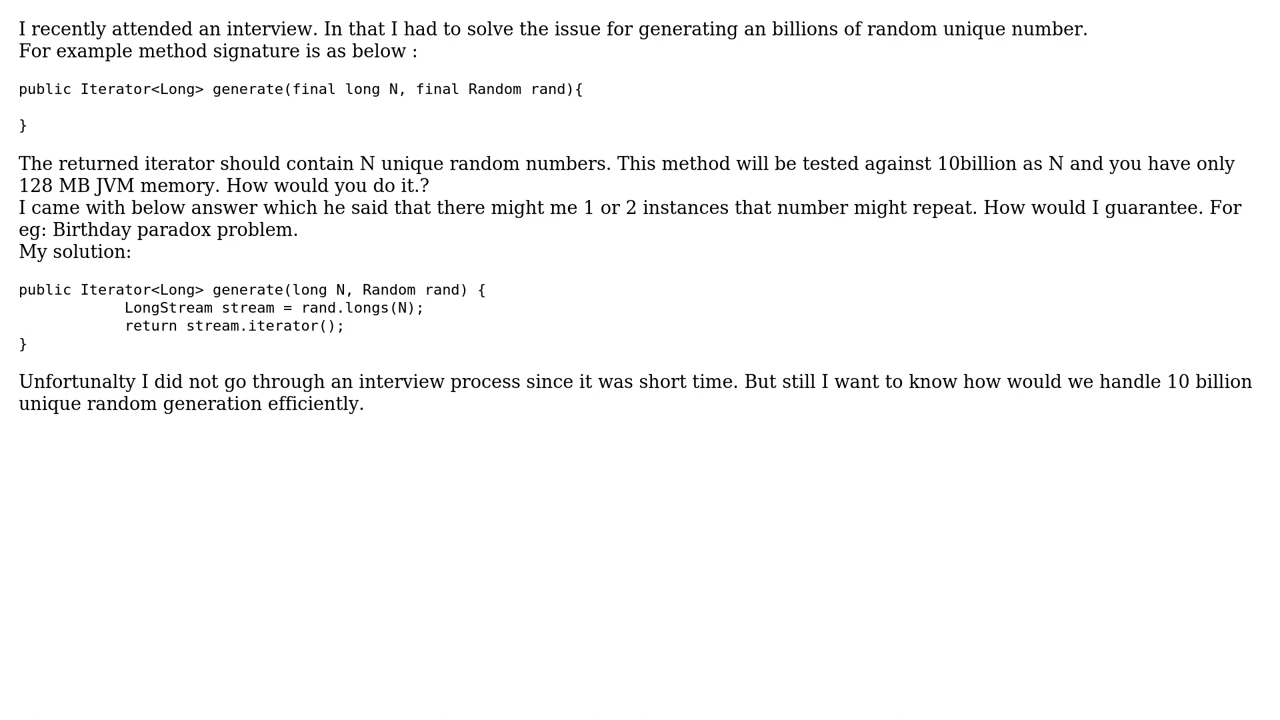 I recently attended an interview. In that I had to solve the issue for generating an billions of random unique number.
For example method signature is as below :
public Iterator<Long> generate(final long N, final Random rand){
}
The returned iterator should contain N unique random numbers. This method will be tested against 10billion as N and you have only
128 MB JVM memory. How would you do it.?
I came with below answer which he said that there might me 1 or 2 instances that number might repeat. How would I guarantee. For
eg: Birthday paradox problem.
My solution:
public Iterator<Long> generate(long N, Random rand) {
            LongStream stream = rand.longs(N);
            return stream.iterator();
}
Unfortunalty I did not go through an interview process since it was short time. But still I want to know how would we handle 10 billion
unique random generation efficiently.